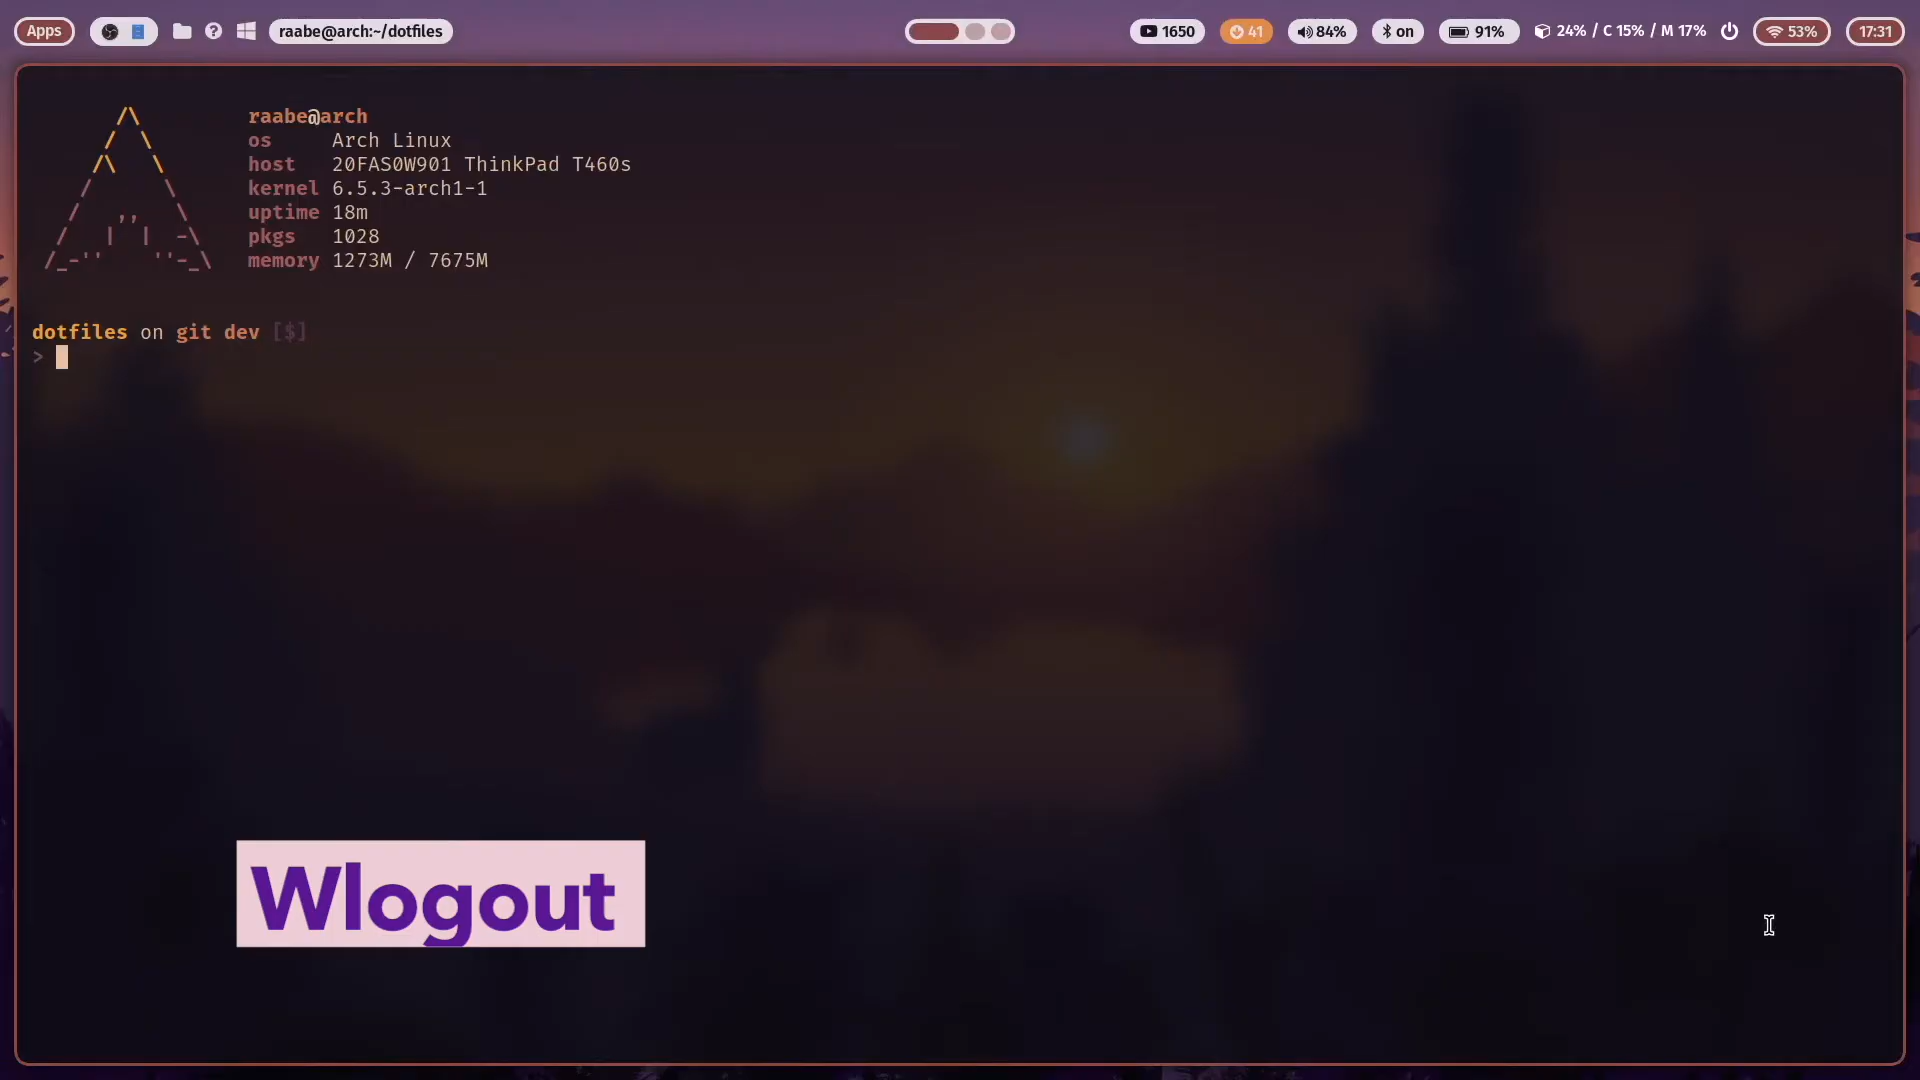 Apps raabe@arch:~/dotfiles 1650 41 84% on 91% 24% / C 15% / M 17% 53% 17:31
raabe@arch
os Arch Linux
host 20FAS0W901 ThinkPad T460s
kernel 6.5.3-arch1-1
uptime 18m
pkgs 1028
memory 1273M / 7675M
dotfiles on git dev [$]
>
Wlogout